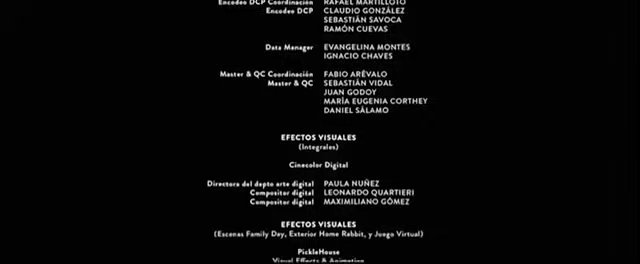 Encodeo DCP Coordinación RAFAEL MARTILLOTO
Encodeo DCP CLAUDIO GONZÁLEZ
SEBASTIÁN SAVOCA
RAMÓN CUEVAS
Data Manager EVANGELINA MONTES
IGNACIO CHAVES
Master & QC Coordinación FABIO ARÉVALO
Master & QC SEBASTIÁN VIDAL
JUAN GODOY
MARÍA EUGENIA CORTHEY
DANIEL SÁLAMO
EFECTOS VISUALES
(Integrales)
Cinecolor Digital
Directora del depto arte digital PAULA NUÑEZ
Compositor digital LEONARDO QUARTIERI
Compositor digital MAXIMILIANO GÓMEZ
EFECTOS VISUALES
(Escenas Family Day, Exterior Home Rabbit, y Juego Virtual)
PickleHouse
Visual Effects & Animation